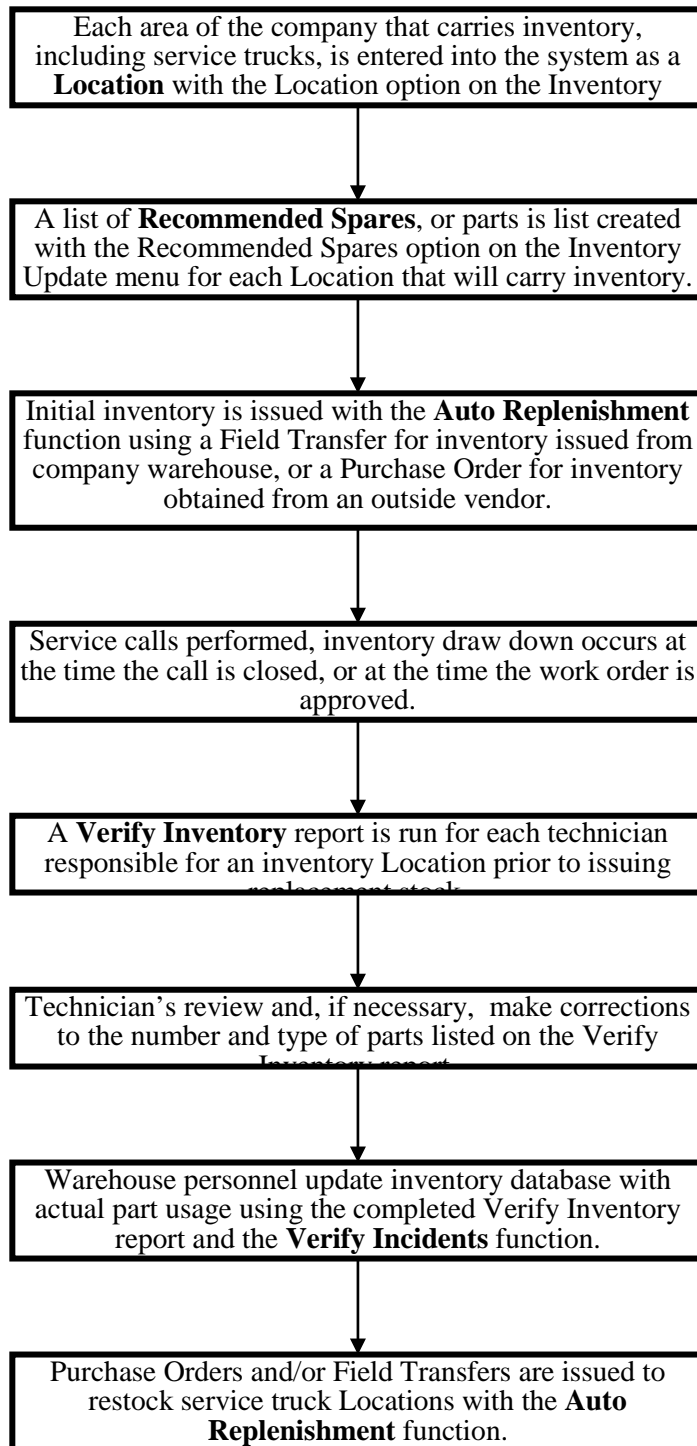 Each area of the company that carries inventory,
including service trucks, is entered into the system as a
Location with the Location option on the Inventory
A list of Recommended Spares, or parts is list created
with the Recommended Spares option on the Inventory
Update menu for each Location that will carry inventory.
Initial inventory is issued with the Auto Replenishment
function using a Field Transfer for inventory issued from
company warehouse, or a Purchase Order for inventory
obtained from an outside vendor.
Service calls performed, inventory draw down occurs at
the time the call is closed, or at the time the work order is
approved.
A Verify Inventory report is run for each technician
responsible for an inventory Location prior to issuing
replacement stock
Technician’s review and, if necessary,  make corrections
to the number and type of parts listed on the Verify
Inventory report
Warehouse personnel update inventory database with
actual part usage using the completed Verify Inventory
report and the Verify Incidents function.
Purchase Orders and/or Field Transfers are issued to
restock service truck Locations with the Auto
Replenishment function.